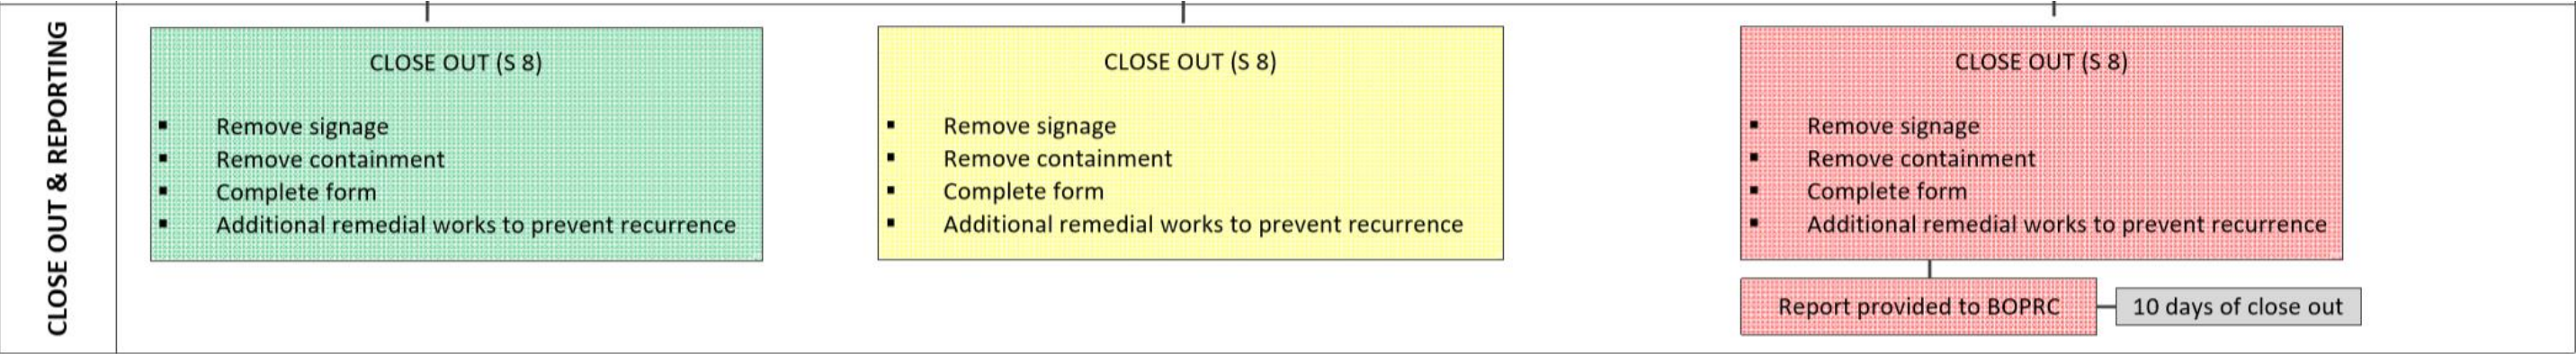 CLOSE OUT & REPORTING
CLOSE OUT (S 8)
▪ Remove signage
▪ Remove containment
▪ Complete form
▪ Additional remedial works to prevent recurrence
CLOSE OUT (S 8)
▪ Remove signage
▪ Remove containment
▪ Complete form
▪ Additional remedial works to prevent recurrence
CLOSE OUT (S 8)
▪ Remove signage
▪ Remove containment
▪ Complete form
▪ Additional remedial works to prevent recurrence
Report provided to BOPRC
10 days of close out